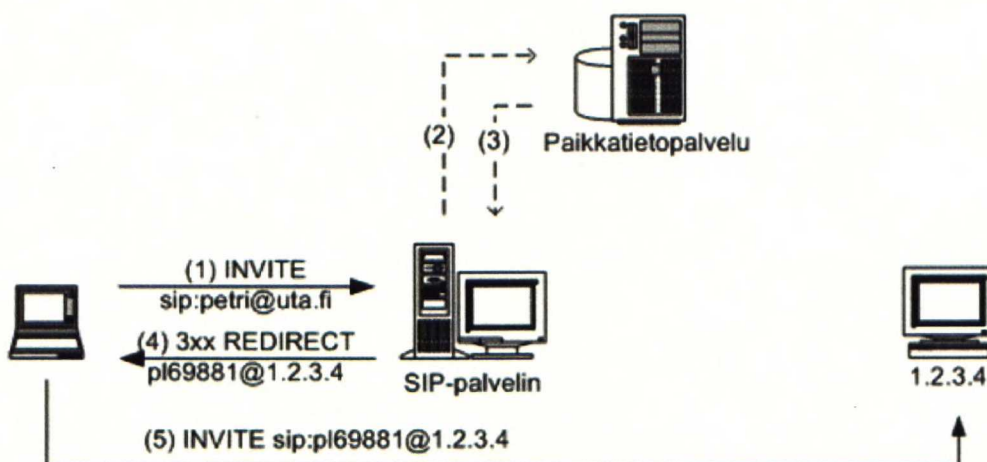 (2)
(3)
Paikkatietopalvelu
(1) INVITE
sip:petri@uta.fi
(4) 3xx REDIRECT
pl69881@1.2.3.4
SIP-palvelin
1.2.3.4
(5) INVITE sip:pl69881@1.2.3.4